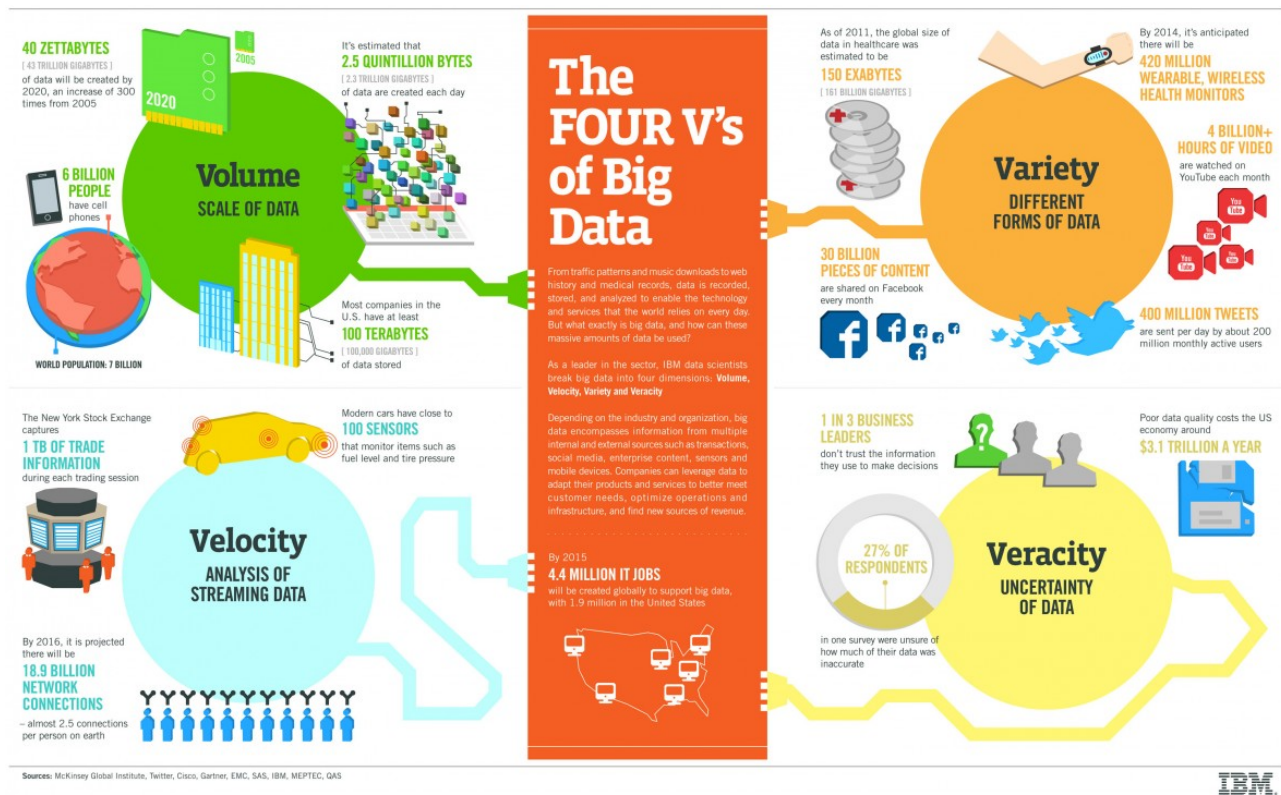 40 ZETTABYTES
[ 43 TRILLION GIGABYTES ]
of data will be created by
2020, an increase of 300
times from 2005
2020
2005
It's estimated that
2.5 QUINTILLION BYTES
[ 2.3 TRILLION GIGABYTES ]
of data are created each day
6 BILLION
PEOPLE
have cell
phones
WORLD POPULATION: 7 BILLION
Volume
SCALE OF DATA
Most companies in the
U.S. have at least
100 TERABYTES
[ 100,000 GIGABYTES ]
of data stored
The New York Stock Exchange
captures
1 TB OF TRADE
INFORMATION
during each trading session
Modern cars have close to
100 SENSORS
that monitor items such as
fuel level and tire pressure
Velocity
ANALYSIS OF
STREAMING DATA
By 2016, it is projected
there will be
18.9 BILLION
NETWORK
CONNECTIONS
– almost 2.5 connections
per person on earth
The
FOUR V's
of Big
Data
From traffic patterns and music downloads to web
history and medical records, data is recorded,
stored, and analyzed to enable the technology
and services that the world relies on every day.
But what exactly is big data, and how can these
massive amounts of data be used?
As a leader in the sector, IBM data scientists
break big data into four dimensions: Volume,
Velocity, Variety and Veracity
Depending on the industry and organization, big
data encompasses information from multiple
internal and external sources such as transactions,
social media, enterprise content, sensors and
mobile devices. Companies can leverage data to
adapt their products and services to better meet
customer needs, optimize operations and
infrastructure, and find new sources of revenue.
By 2015
4.4 MILLION IT JOBS
will be created globally to support big data,
with 1.9 million in the United States
As of 2011, the global size of
data in healthcare was
estimated to be
150 EXABYTES
[ 161 BILLION GIGABYTES ]
By 2014, it's anticipated
there will be
420 MILLION
WEARABLE, WIRELESS
HEALTH MONITORS
4 BILLION+
HOURS OF VIDEO
are watched on
YouTube each month
You
Tube
You
Tube
You
Tube
You
Tube
Variety
DIFFERENT
FORMS OF DATA
30 BILLION
PIECES OF CONTENT
are shared on Facebook
every month
400 MILLION TWEETS
are sent per day by about 200
million monthly active users
1 IN 3 BUSINESS
LEADERS
don't trust the information
they use to make decisions
?
Poor data quality costs the US
economy around
$3.1 TRILLION A YEAR
27% OF
RESPONDENTS
in one survey were unsure of
how much of their data was
inaccurate
Veracity
UNCERTAINTY
OF DATA
Sources: McKinsey Global Institute, Twitter, Cisco, Gartner, EMC, SAS, IBM, MEPTEC, QAS
IBM.